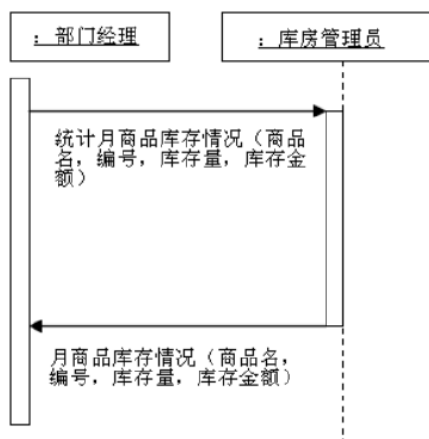 ：部门经理
：库房管理员
统计月商品库存情况（商品
名，编号，库存量，库存金
额）
月商品库存情况（商品名，
编号，库存量，库存金额）